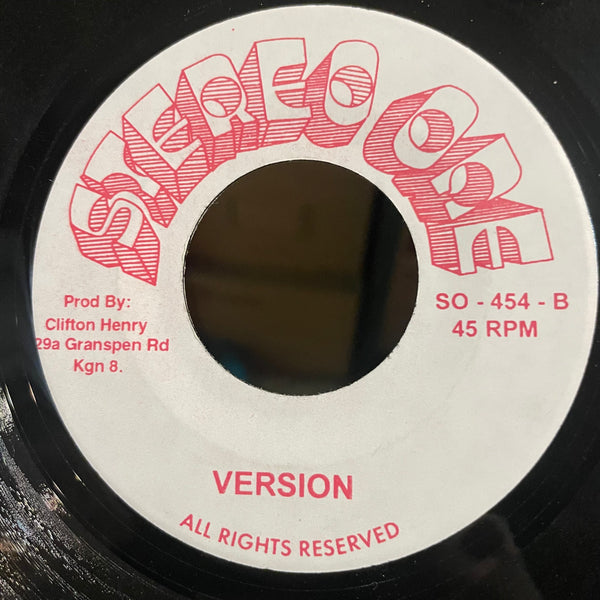 STEREO ONE
Prod By:
Clifton Henry
29a Granspen Rd
Kgn 8.
SO - 454 - B
45 RPM
VERSION
ALL RIGHTS RESERVED